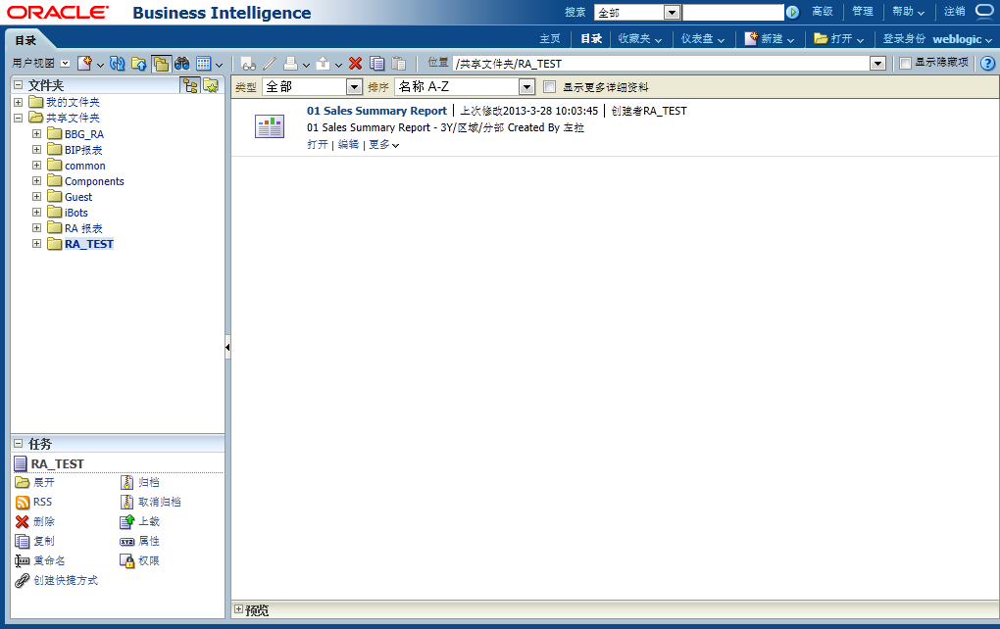 ORACLE Business Intelligence 搜索 全部 高级 管理 帮助 注销
目录 主页 目录 收藏夹 仪表盘 新建 打开 登录身份 weblogic
用户视图 位置 /共享文件夹/RA_TEST 显示隐藏项
文件夹
我的文件夹
共享文件夹
BBG_RA
BIP报表
common
Components
Guest
iBots
RA 报表
RA_TEST
类型 全部 排序 名称 A-Z 显示更多详细资料
01 Sales Summary Report | 上次修改2013-3-28 10:03:45 | 创建者RA_TEST
01 Sales Summary Report - 3Y/区域/分部 Created By 左拉
打开 | 编辑 | 更多
任务
RA_TEST
展开 归档
RSS 取消归档
删除 上载
复制 属性
重命名 权限
创建快捷方式
预览